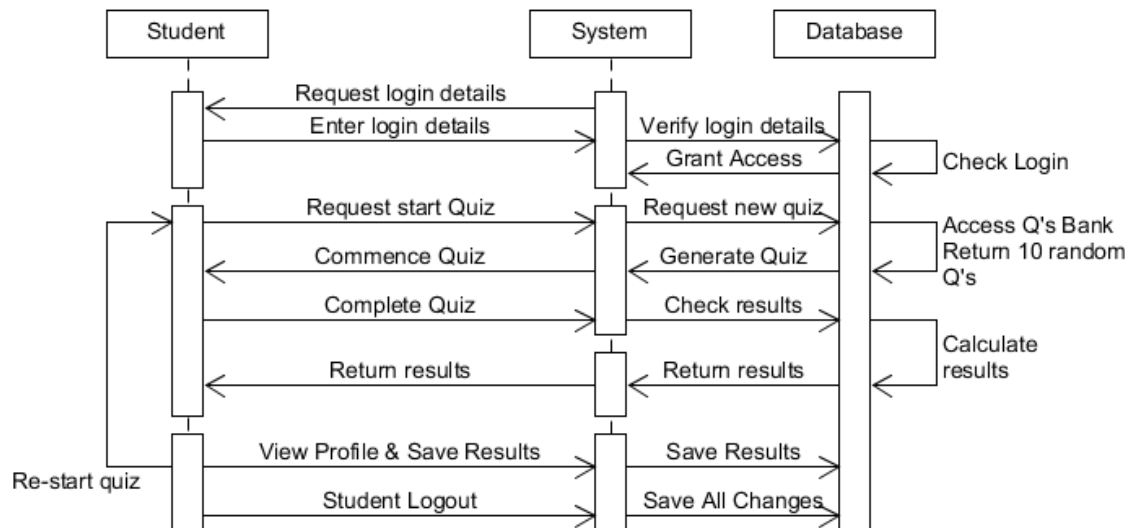 Student
System
Database
Request login details
Enter login details
Verify login details
Grant Access
Check Login
Request start Quiz
Request new quiz
Access Q's Bank
Return 10 random
Q's
Commence Quiz
Generate Quiz
Complete Quiz
Check results
Calculate
results
Return results
Return results
View Profile & Save Results
Save Results
Re-start quiz
Student Logout
Save All Changes